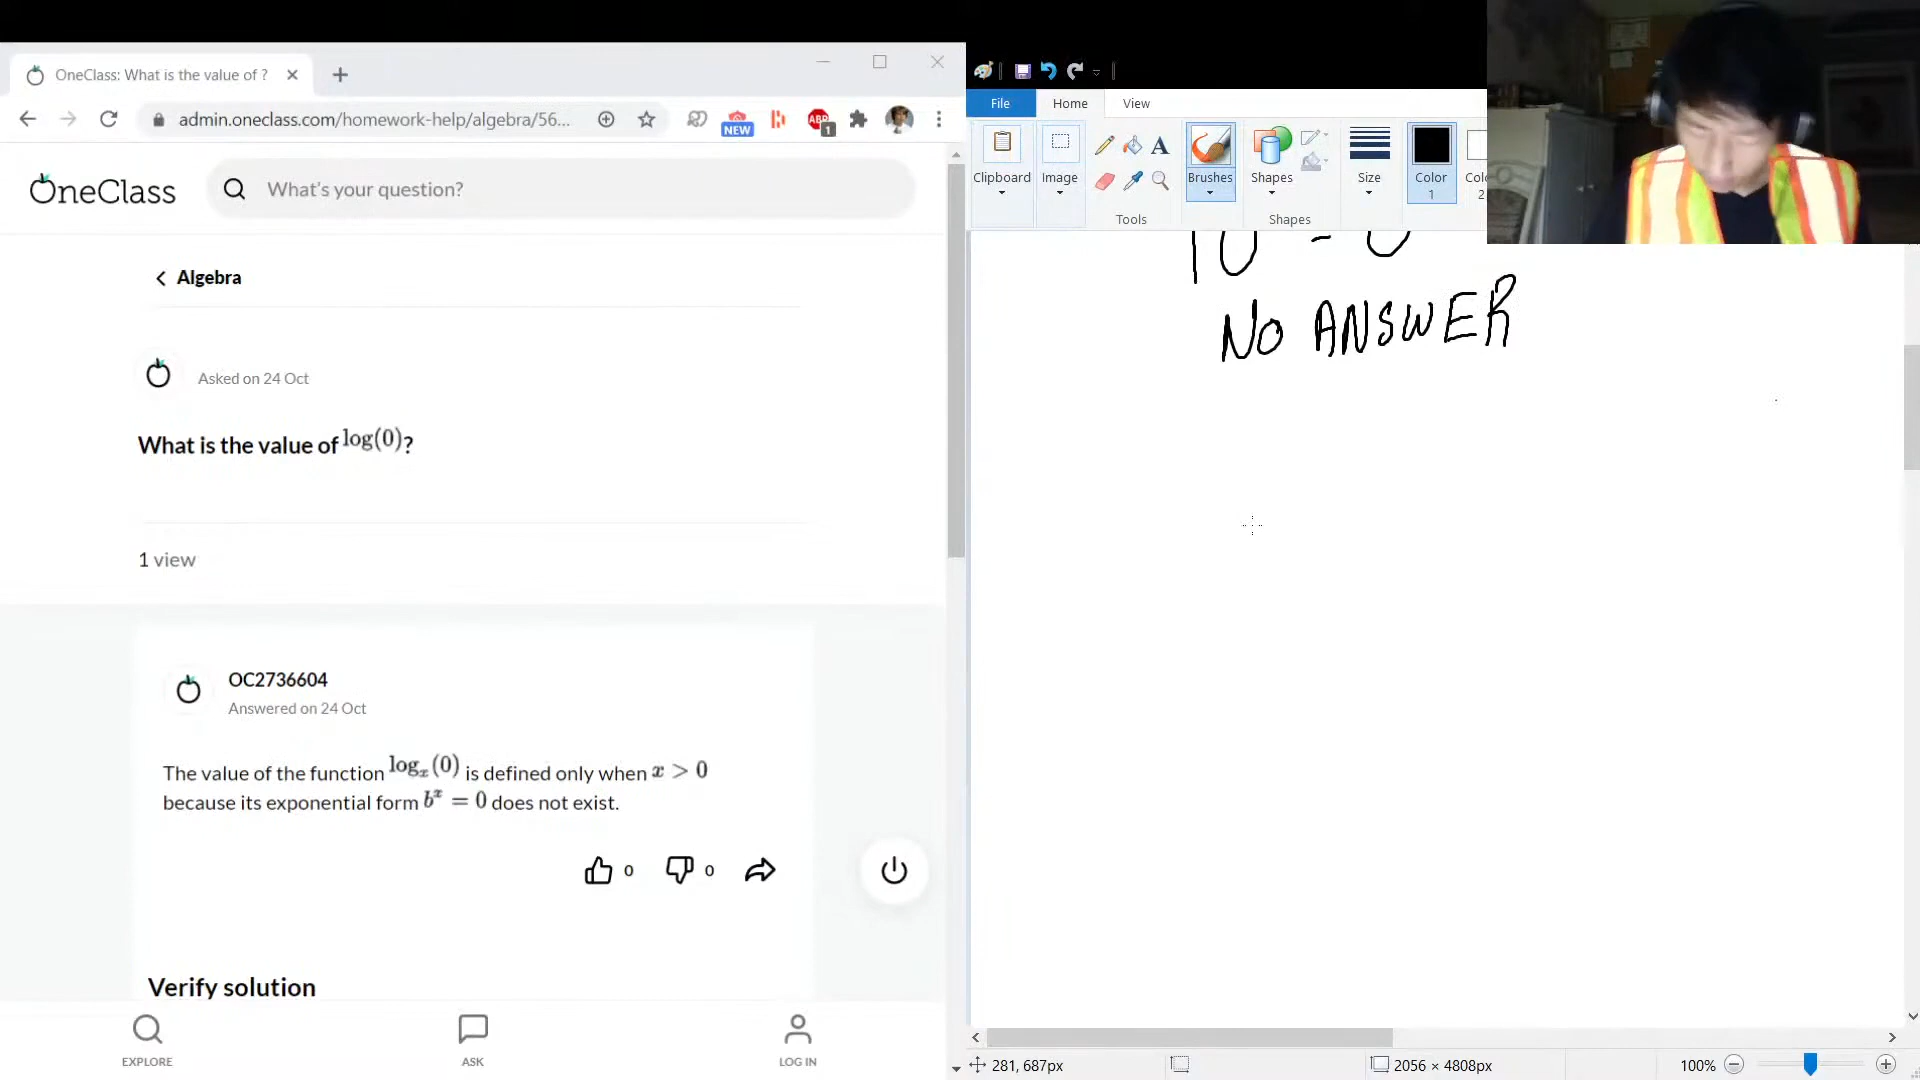 OneClass: What is the value of ?
admin.oneclass.com/homework-help/algebra/56...
NEW
ABP
1
OneClass
What's your question?
Algebra
Asked on 24 Oct
What is the value of log(0)?
1 view
OC2736604
Answered on 24 Oct
The value of the function logₓ(0) is defined only when x > 0
because its exponential form bˣ = 0 does not exist.
0
0
Verify solution
EXPLORE
ASK
LOG IN
File
Home
View
Clipboard
Image
Tools
Brushes
Shapes
Shapes
Size
Color
1
2
NO ANSWER
281, 687px
2056 × 4808px
100%